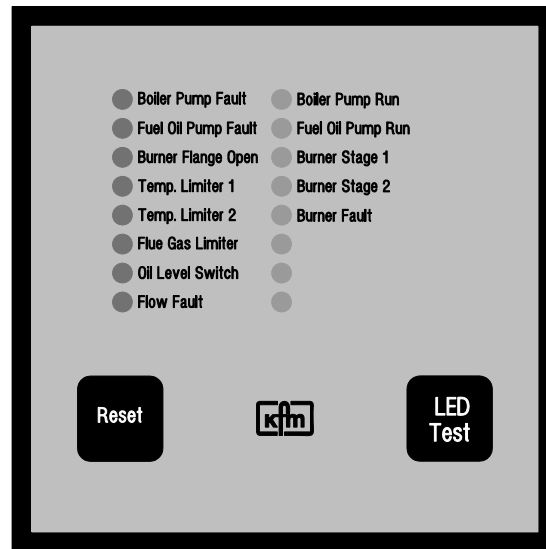 Boiler Pump Fault
Fuel Oil Pump Fault
Burner Flange Open
Temp. Limiter 1
Temp. Limiter 2
Flue Gas Limiter
Oil Level Switch
Flow Fault
Boiler Pump Run
Fuel Oil Pump Run
Burner Stage 1
Burner Stage 2
Burner Fault
Reset
kfm
LED
Test